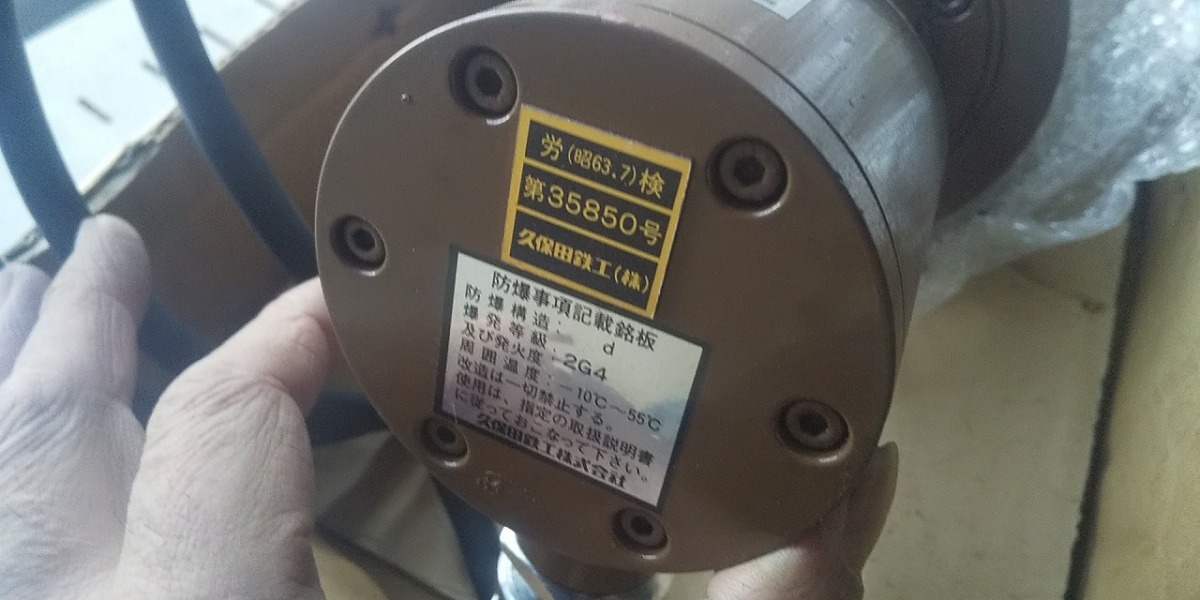 労(昭63.7)検
第35850号
久保田鉄工(株)
防爆事項記載銘板
防爆構造: d
爆発等級
及び発火度: 2G4
周囲温度: -10℃~55℃
改造は一切禁止する。
使用は、指定の取扱説明書
に従っておこなって下さい。
久保田鉄工株式会社